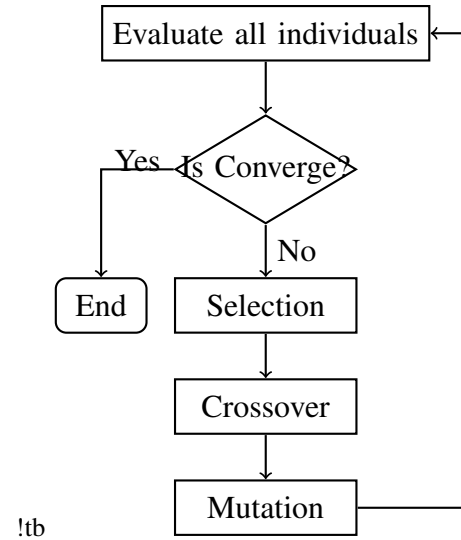 Evaluate all individuals
Yes
Is Converge?
No
End
Selection
Crossover
Mutation
!tb